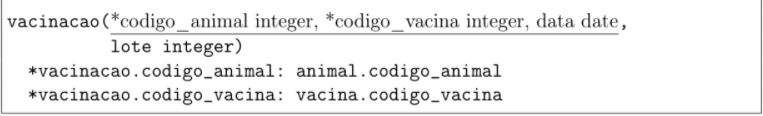 vacinacao(*codigo_animal integer, *codigo_vacina integer, data date,
lote integer)
*vacinacao.codigo_animal: animal.codigo_animal
*vacinacao.codigo_vacina: vacina.codigo_vacina